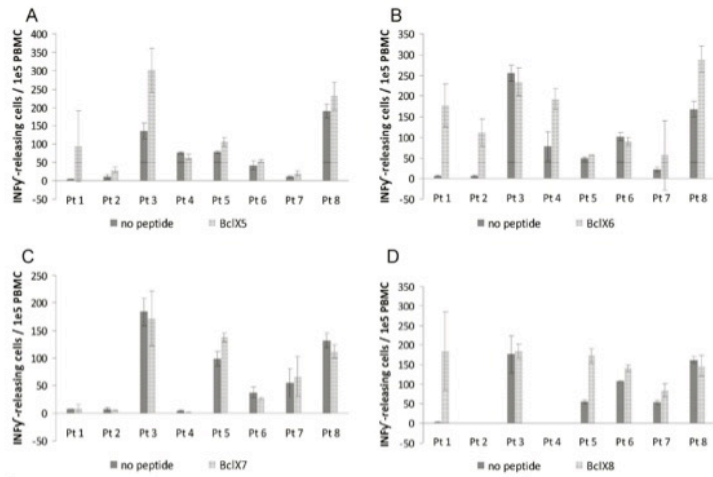 A
INFγ-releasing cells / 1e5 PBMC
400
350
300
250
200
150
100
50
0
-50
Pt 1 Pt 2 Pt 3 Pt 4 Pt 5 Pt 6 Pt 7 Pt 8
no peptide BclX5
B
INFγ-releasing cells / 1e5 PBMC
350
300
250
200
150
100
50
0
-50
Pt 1 Pt 2 Pt 3 Pt 4 Pt 5 Pt 6 Pt 7 Pt 8
no peptide BclX6
C
INFγ-releasing cells / 1e5 PBMC
250
200
150
100
50
0
-50
Pt 1 Pt 2 Pt 3 Pt 4 Pt 5 Pt 6 Pt 7 Pt 8
no peptide BclX7
D
INFγ-releasing cells / 1e5 PBMC
350
300
250
200
150
100
50
0
-50
Pt 1 Pt 2 Pt 3 Pt 4 Pt 5 Pt 6 Pt 7 Pt 8
no peptide BclX8